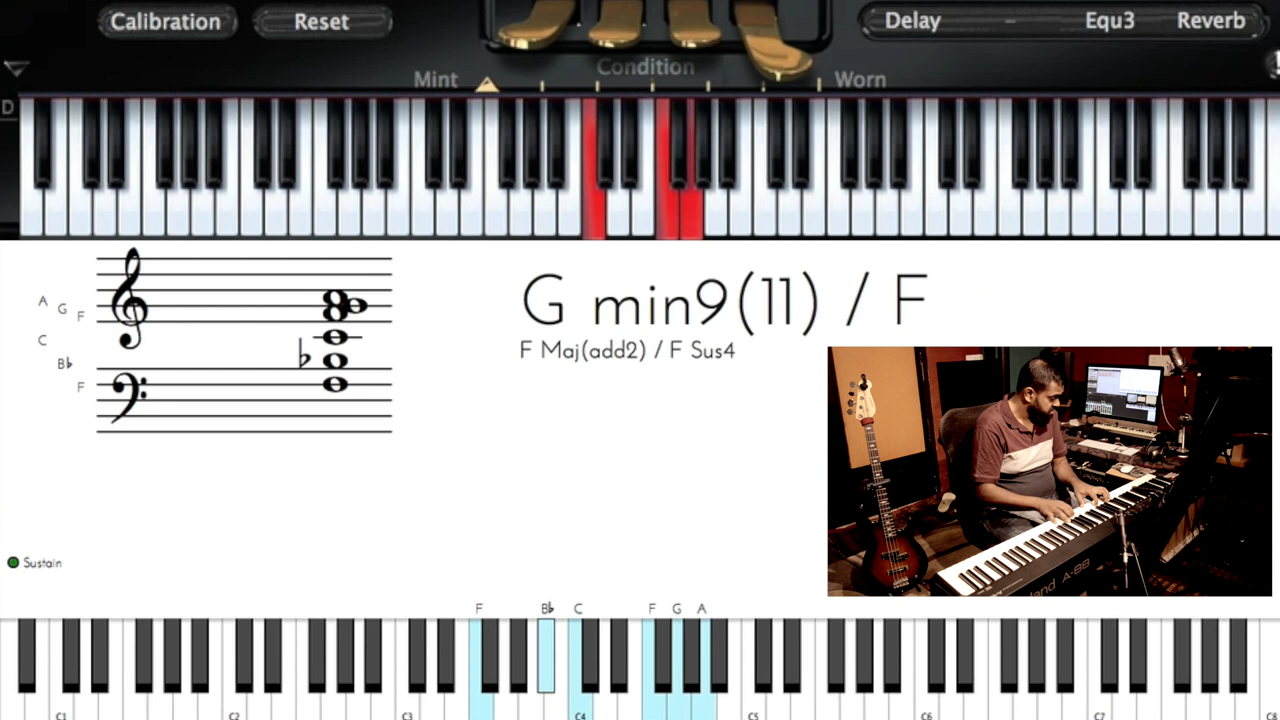 Calibration Reset Delay - Equ3 Reverb
Mint Condition Worn
D
G min9(11) / F
F Maj(add2) / F Sus4
A
G
F
C
B♭
F
Sustain
F B♭ C F G A
C1 C2 C3 C4 C5 C6 C7 C8